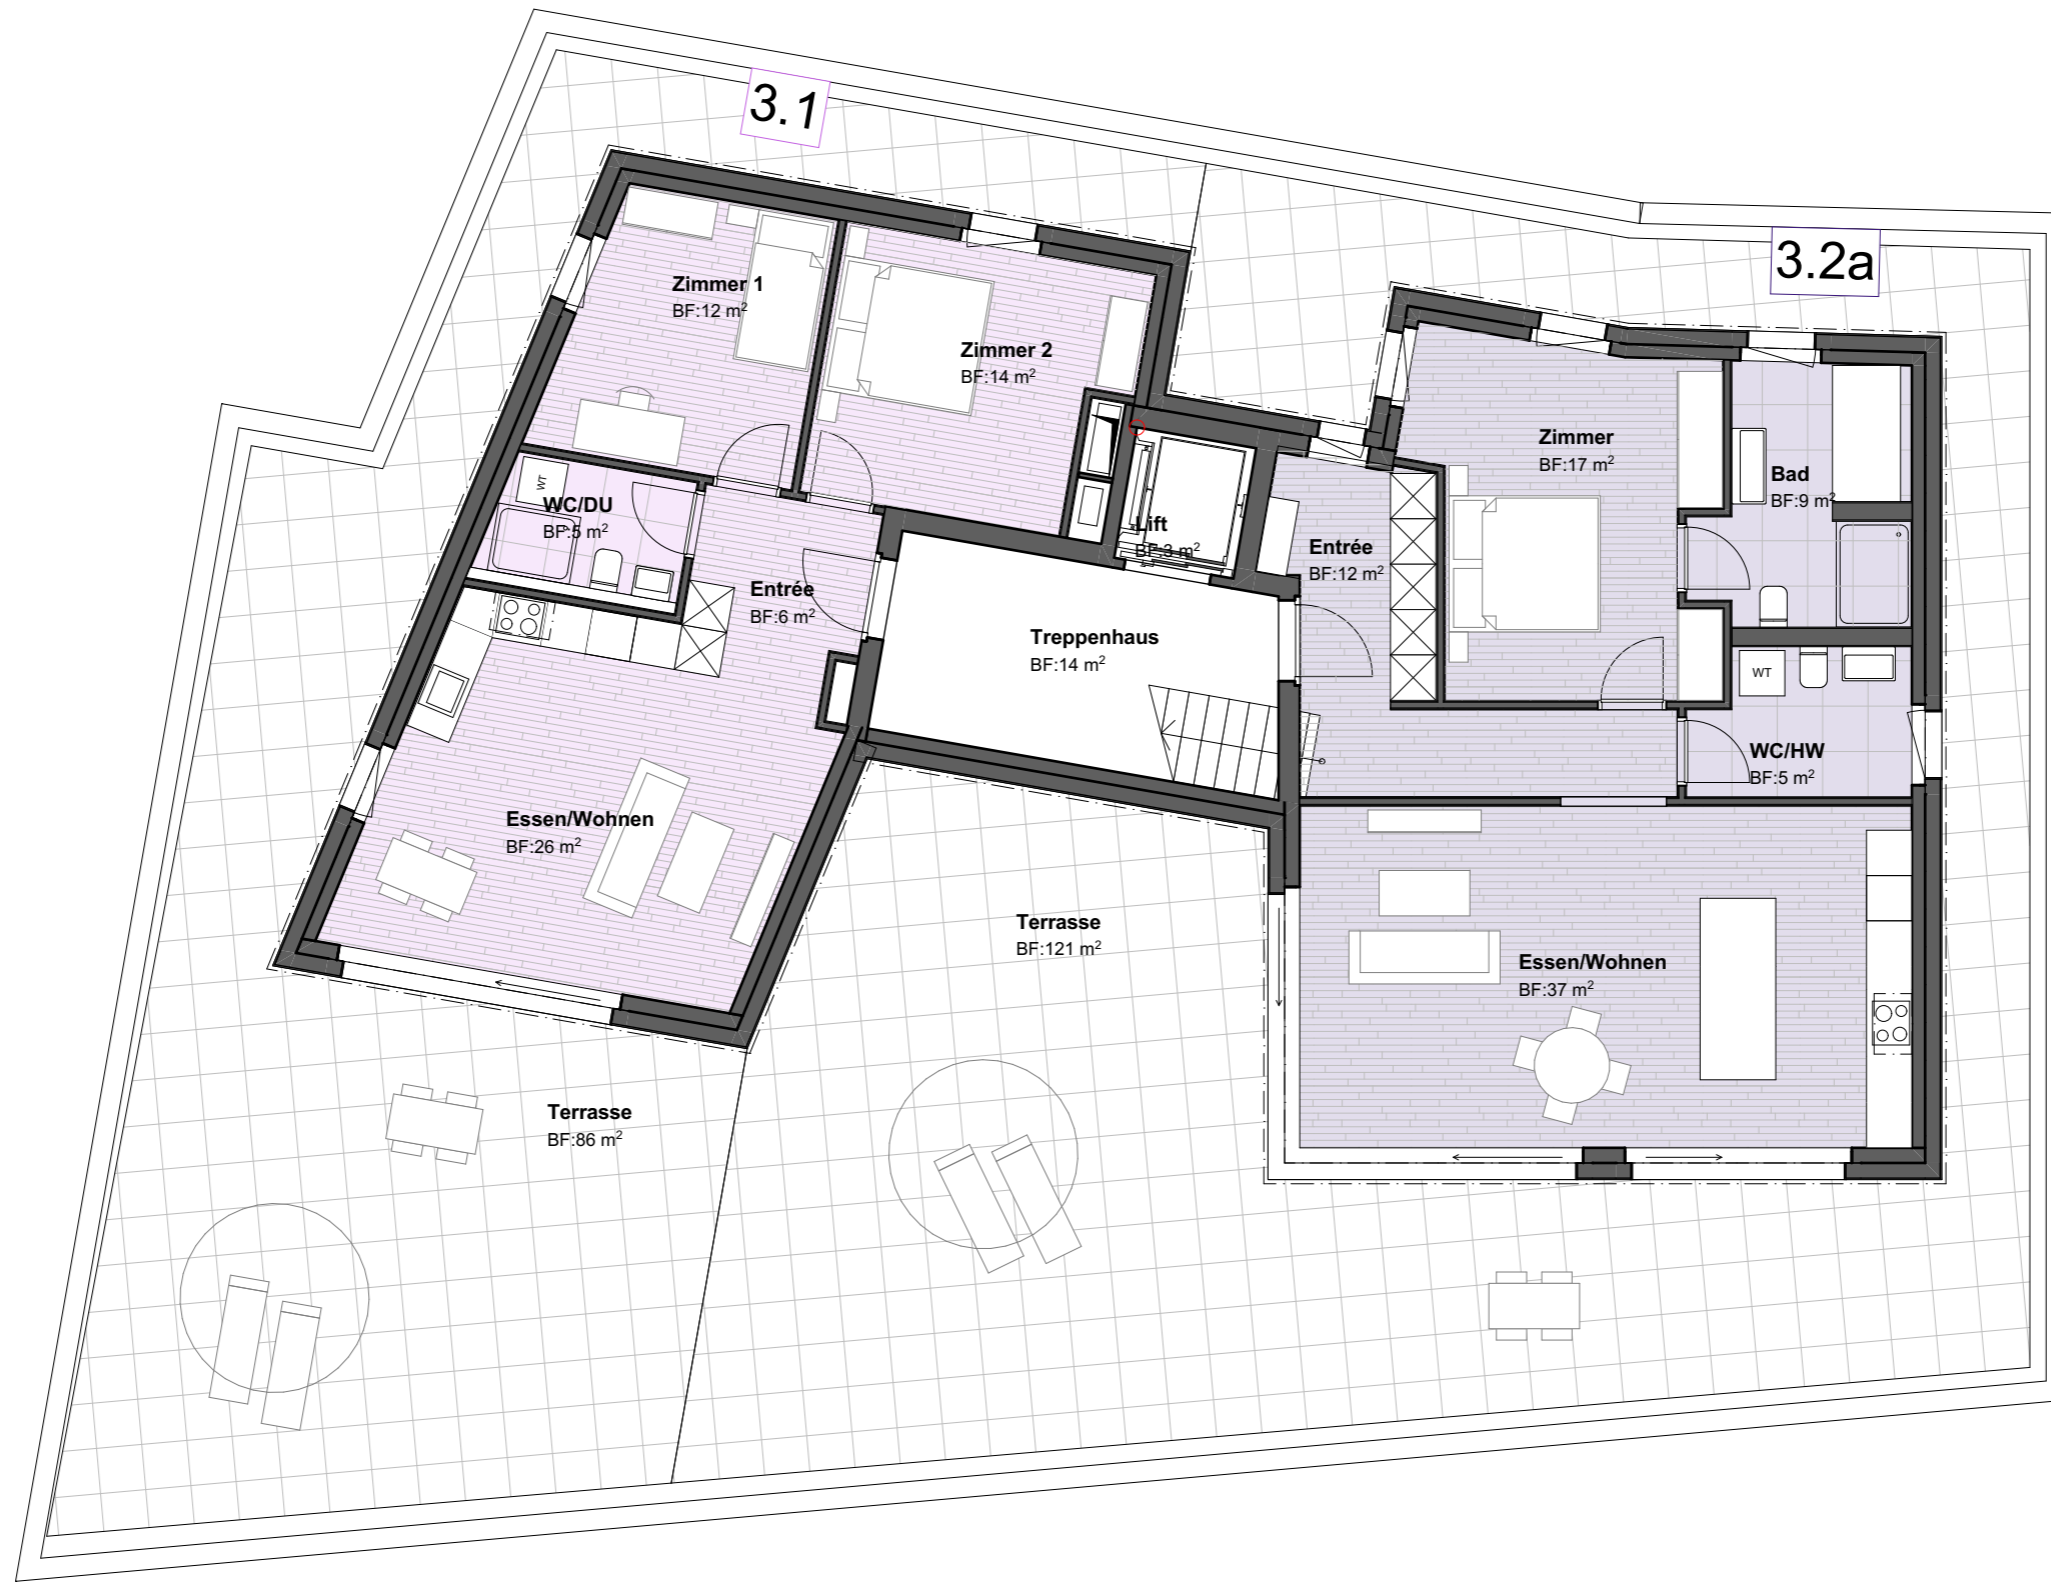 3.1
3.2a
Zimmer 1
BF:12 m²
Zimmer 2
BF:14 m²
WT
WC/DU
BF:5 m²
Entrée
BF:6 m²
Essen/Wohnen
BF:26 m²
Terrasse
BF:86 m²
Lift
BF:3 m²
Treppenhaus
BF:14 m²
Terrasse
BF:121 m²
Entrée
BF:12 m²
Zimmer
BF:17 m²
Bad
BF:9 m²
WT
WC/HW
BF:5 m²
Essen/Wohnen
BF:37 m²